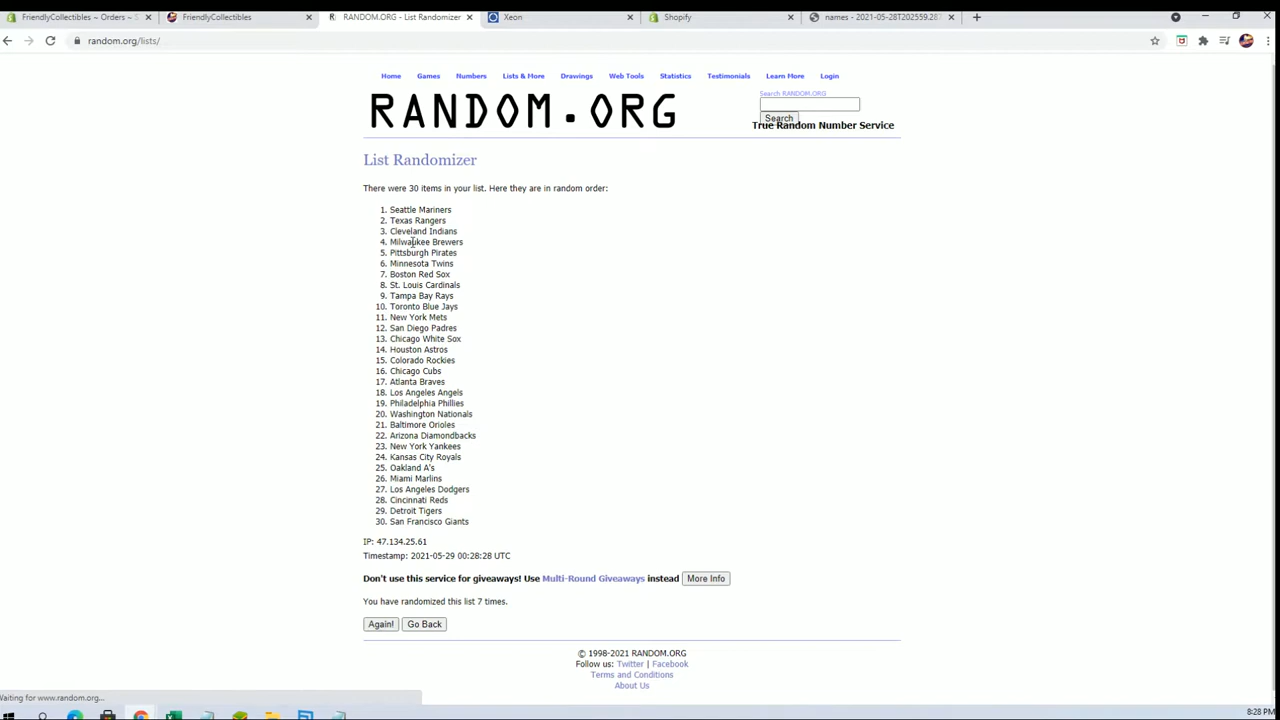 FriendlyCollectibles ~ Orders ~ S
FriendlyCollectibles
RANDOM.ORG - List Randomizer
Xeon
Shopify
names - 2021-05-28T202559.287
random.org/lists/
Home Games Numbers Lists & More Drawings Web Tools Statistics Testimonials Learn More Login
Search RANDOM.ORG
RANDOM.ORG
Search
True Random Number Service
List Randomizer
There were 30 items in your list. Here they are in random order:
1. Seattle Mariners
2. Texas Rangers
3. Cleveland Indians
4. Milwaukee Brewers
5. Pittsburgh Pirates
6. Minnesota Twins
7. Boston Red Sox
8. St. Louis Cardinals
9. Tampa Bay Rays
10. Toronto Blue Jays
11. New York Mets
12. San Diego Padres
13. Chicago White Sox
14. Houston Astros
15. Colorado Rockies
16. Chicago Cubs
17. Atlanta Braves
18. Los Angeles Angels
19. Philadelphia Phillies
20. Washington Nationals
21. Baltimore Orioles
22. Arizona Diamondbacks
23. New York Yankees
24. Kansas City Royals
25. Oakland A's
26. Miami Marlins
27. Los Angeles Dodgers
28. Cincinnati Reds
29. Detroit Tigers
30. San Francisco Giants
IP: 47.134.25.61
Timestamp: 2021-05-29 00:28:28 UTC
Don't use this service for giveaways! Use Multi-Round Giveaways instead More Info
You have randomized this list 7 times.
Again! Go Back
© 1998-2021 RANDOM.ORG
Follow us: Twitter | Facebook
Terms and Conditions
About Us
Waiting for www.random.org...
8:28 PM